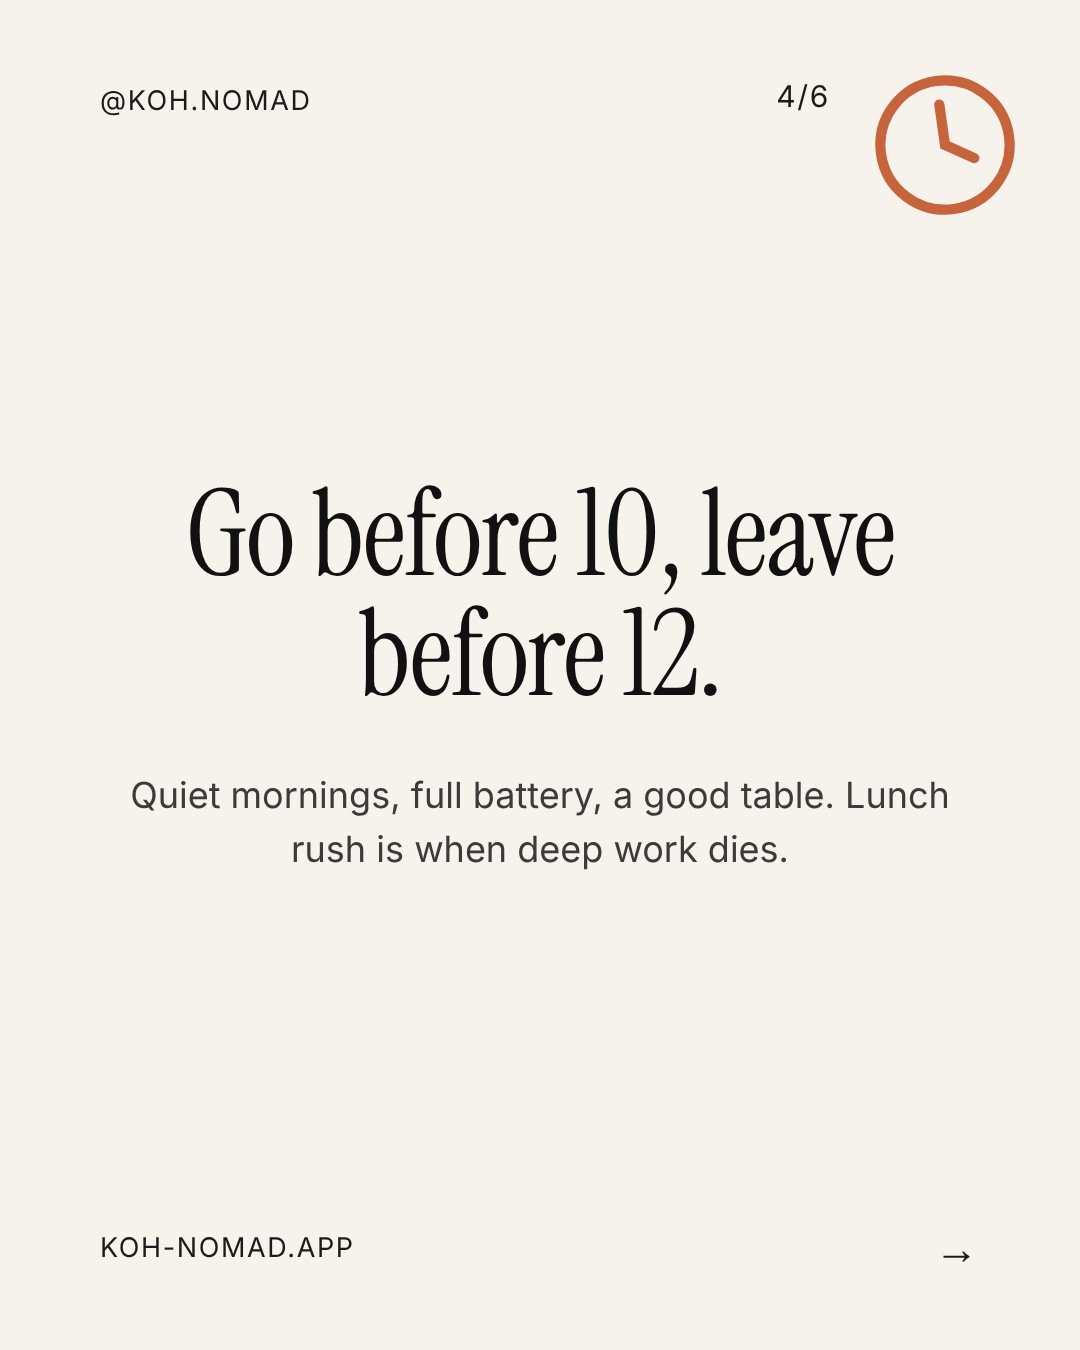 @KOH.NOMAD
4/6
Go before 10, leave
before 12.
Quiet mornings, full battery, a good table. Lunch
rush is when deep work dies.
KOH-NOMAD.APP
→